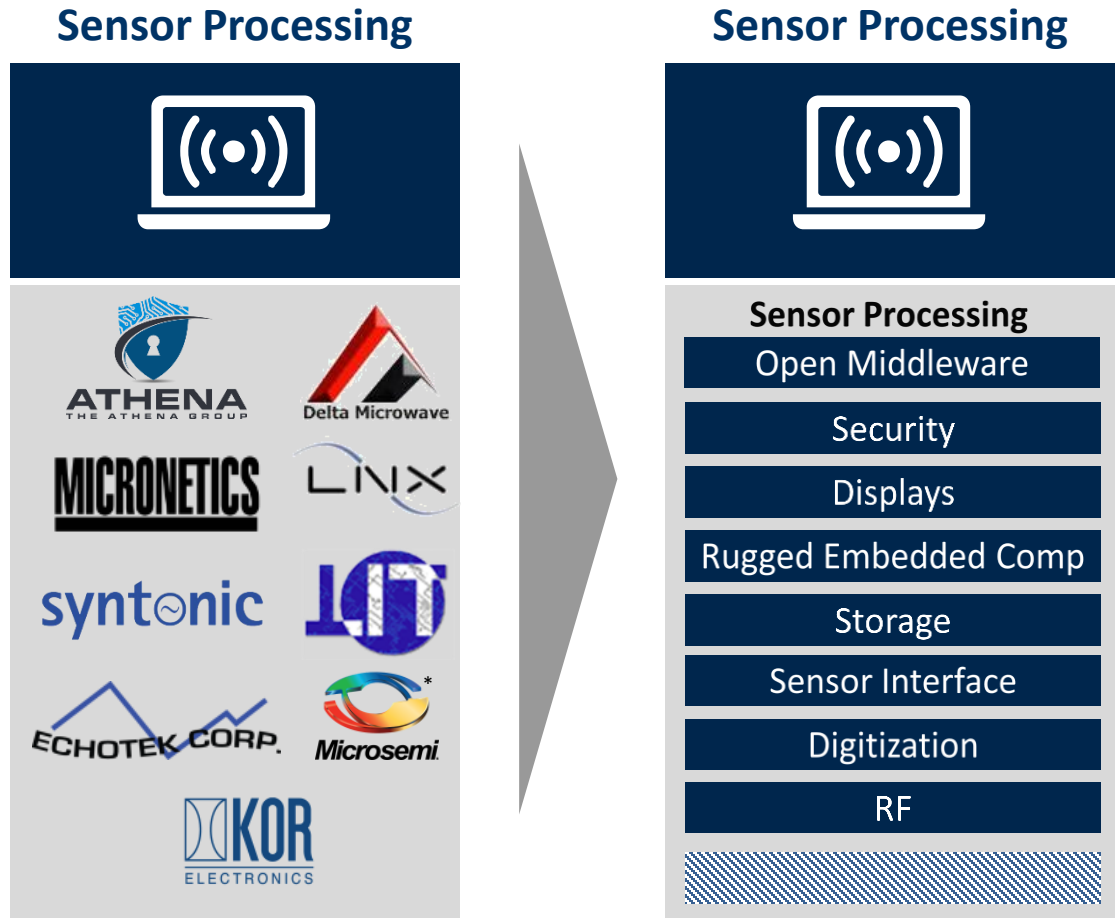 Sensor Processing
ATHENA
THE ATHENA GROUP
Delta Microwave
MICRONETICS
LNX
syntonic
LIT
ECHOTEK CORP.
*
Microsemi.
KOR
ELECTRONICS
Sensor Processing
Sensor Processing
Open Middleware
Security
Displays
Rugged Embedded Comp
Storage
Sensor Interface
Digitization
RF